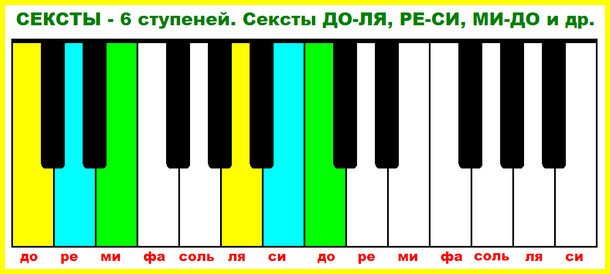 СЕКСТЫ - 6 ступеней. Сексты ДО-ЛЯ, РЕ-СИ, МИ-ДО и др.
до ре ми фа соль ля си до ре ми фа соль ля си